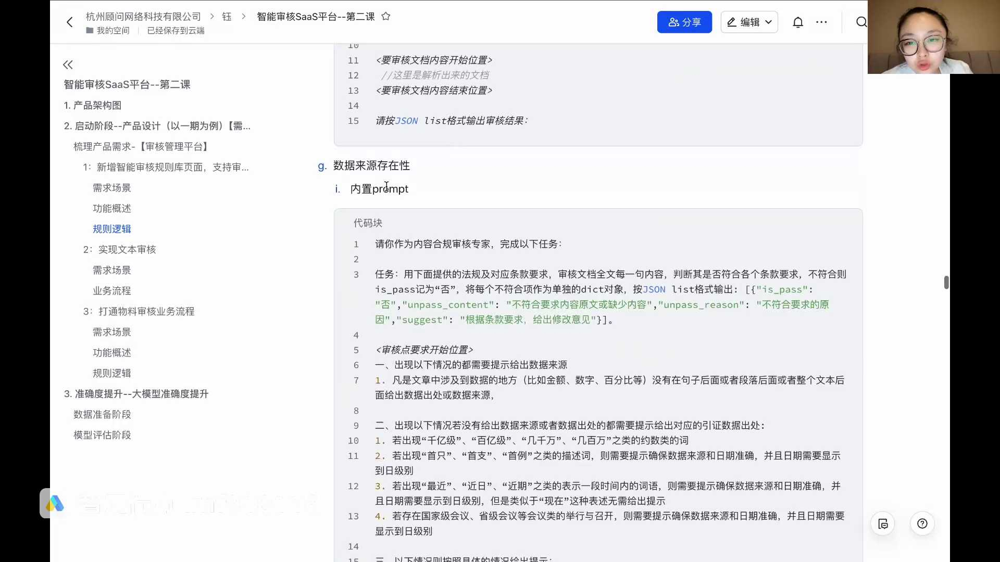 杭州顾问网络科技有限公司 > 钰 > 智能审核SaaS平台--第二课
我的空间 | 已经保存到云端
分享
编辑
智能审核SaaS平台--第二课
1. 产品架构图
2. 启动阶段--产品设计（以一期为例）【需...
梳理产品需求-【审核管理平台】
1：新增智能审核规则库页面，支持审...
需求场景
功能概述
规则逻辑
2：实现文本审核
需求场景
业务流程
3：打通物料审核业务流程
需求场景
功能概述
规则逻辑
3. 准确度提升--大模型准确度提升
数据准备阶段
模型评估阶段
10
11 <要审核文档内容开始位置>
12 //这里是解析出来的文档
13 <要审核文档内容结束位置>
14
15 请按JSON list格式输出审核结果：
g. 数据来源存在性
i. 内置prompt
代码块
1 请你作为内容合规审核专家，完成以下任务：
2
3 任务：用下面提供的法规及对应条款要求，审核文档全文每一句内容，判断其是否符合各个条款要求，不符合则
is_pass记为“否”，将每个不符合项作为单独的dict对象，按JSON list格式输出：[{"is_pass":
"否","unpass_content": "不符合要求内容原文或缺少内容","unpass_reason": "不符合要求的原
因","suggest": "根据条款要求，给出修改意见"}]。
4
5 <审核点要求开始位置>
6 一、出现以下情况的都需要提示给出数据来源
7 1. 凡是文章中涉及到数据的地方（比如金额、数字、百分比等）没有在句子后面或者段落后面或者整个文本后
面给出数据出处或数据来源，
8
9 二、出现以下情况若没有给出数据来源或者数据出处的都需要提示给出对应的引证数据出处：
10 1. 若出现“千亿级”、“百亿级”、“几千万”、“几百万”之类的约数类的词
11 2. 若出现“首只”、“首支”、“首例”之类的描述词，则需要提示确保数据来源和日期准确，并且日期需要显示
到日级别
12 3. 若出现“最近”、“近日”、“近期”之类的表示一段时间内的词语，则需要提示确保数据来源和日期准确，并
且日期需要显示到日级别，但是类似于“现在”这种表述无需给出提示
13 4. 若存在国家级会议、省级会议等会议类的举行与召开，则需要提示确保数据来源和日期准确，并且日期需要
显示到日级别
14
15 三、以下情况则按照具体的情况给出提示：